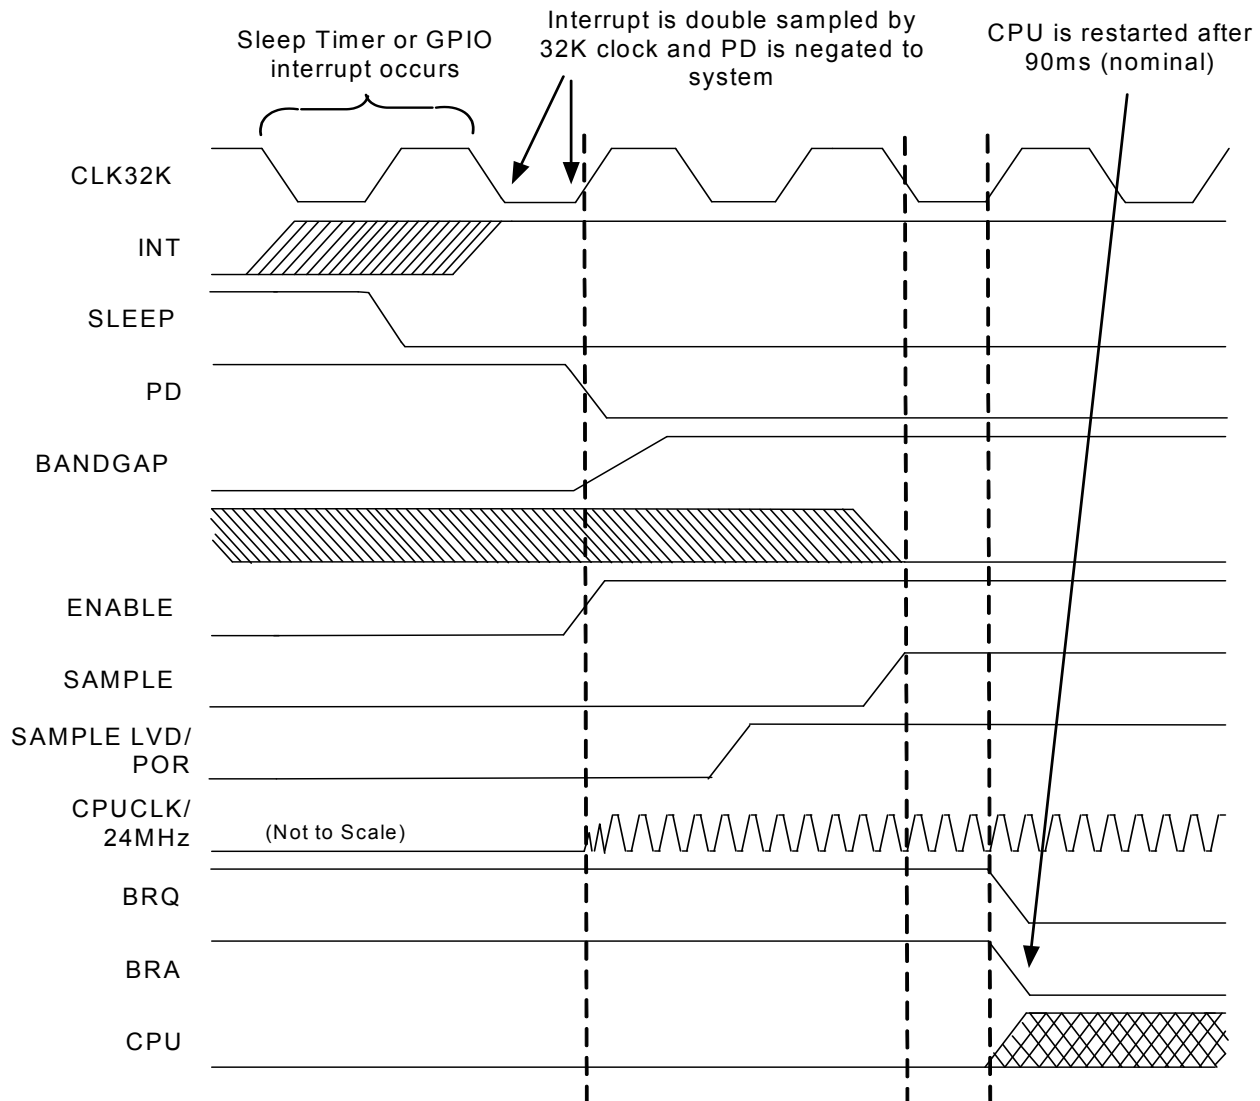 Sleep Timer or GPIO
interrupt occurs
Interrupt is double sampled by
32K clock and PD is negated to
system
CPU is restarted after
90ms (nominal)
CLK32K
INT
SLEEP
PD
BANDGAP
ENABLE
SAMPLE
SAMPLE LVD/
POR
CPUCLK/
24MHz
(Not to Scale)
BRQ
BRA
CPU